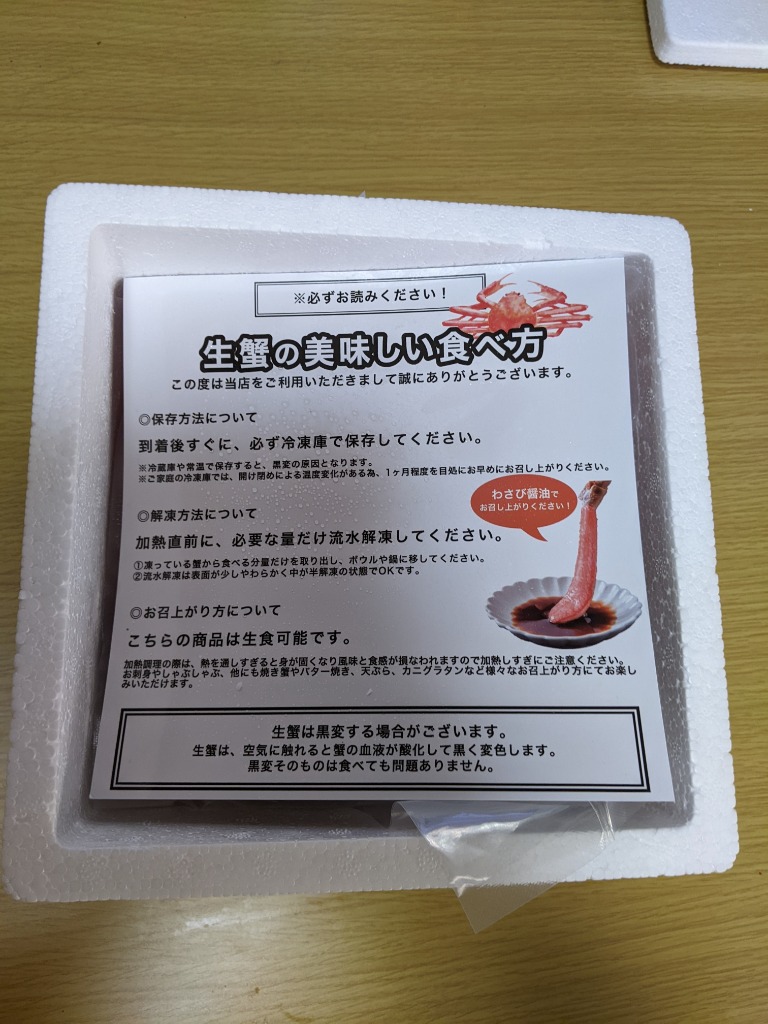 ※必ずお読みください！
生蟹の美味しい食べ方
この度は当店をご利用いただきまして誠にありがとうございます。
◎保存方法について
到着後すぐに、必ず冷凍庫で保存してください。
※冷蔵庫や常温で保存すると、黒変の原因となります。
※ご家庭の冷凍庫では、開け閉めによる温度変化がある為、1ヶ月程度を目処にお早めにお召し上がりください。
わさび醤油で
お召し上がりください！
◎解凍方法について
加熱直前に、必要な量だけ流水解凍してください。
①凍っている蟹から食べる分量だけを取り出し、ボウルや鍋に移してください。
②流水解凍は表面が少しやわらかく中が半解凍の状態でOKです。
◎お召上がり方について
こちらの商品は生食可能です。
加熱調理の際は、熱を通しすぎると身が固くなり風味と食感が損なわれますので加熱しすぎにご注意ください。
お刺身やしゃぶしゃぶ、他にも焼き蟹やバター焼き、天ぷら、カニグラタンなど様々なお召上がり方にてお楽し
みいただけます。
生蟹は黒変する場合がございます。
生蟹は、空気に触れると蟹の血液が酸化して黒く変色します。
黒変そのものは食べても問題ありません。